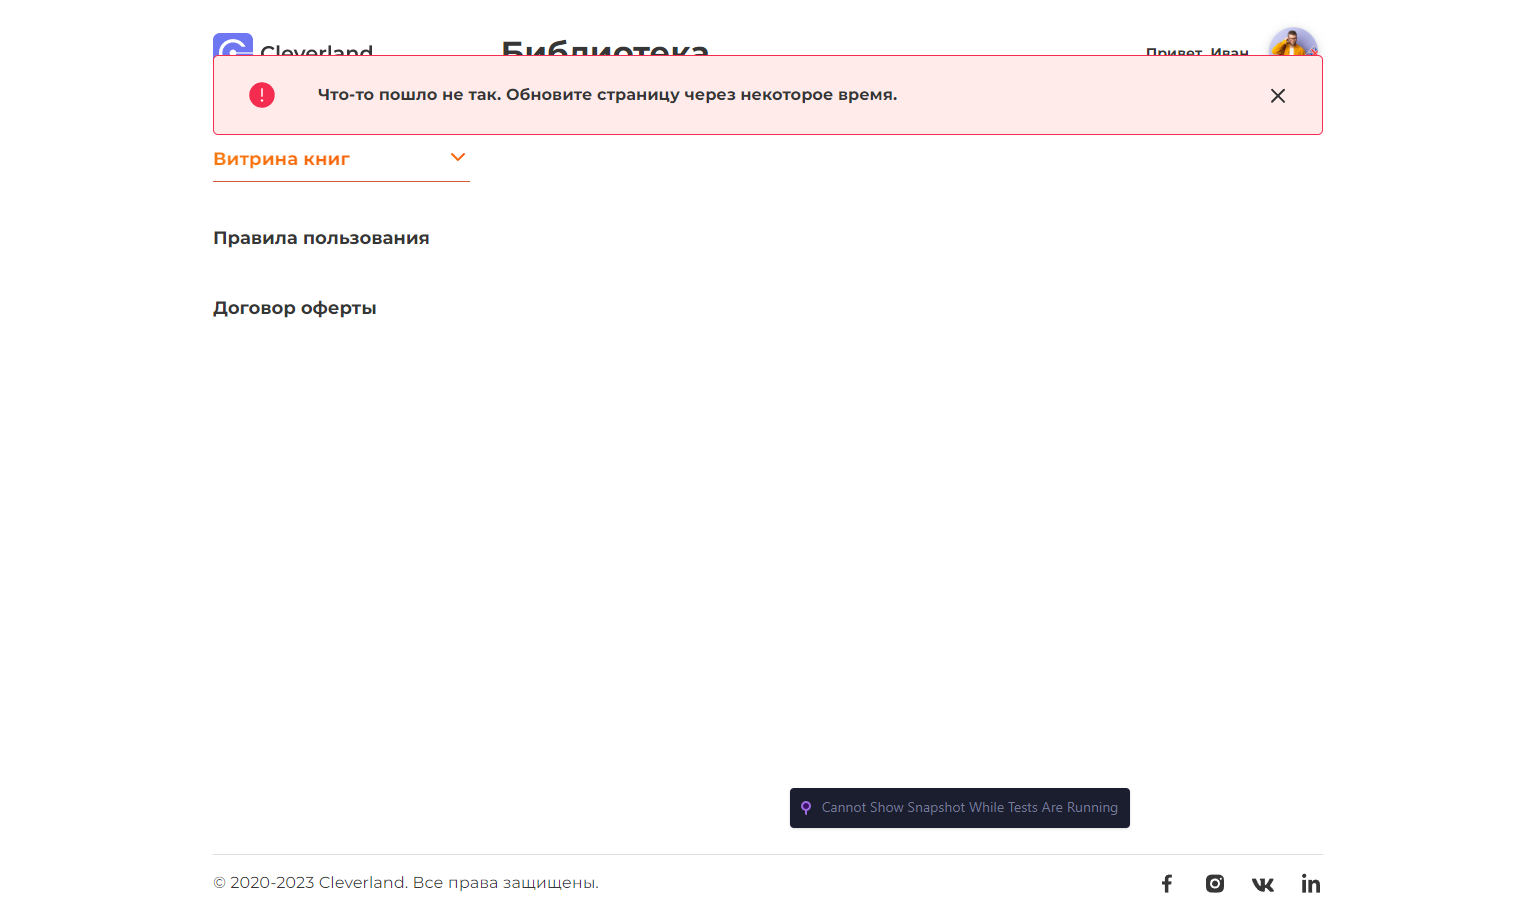 Cleverland
Библиотека
Привет, Иван
Что-то пошло не так. Обновите страницу через некоторое время.
Витрина книг
Правила пользования
Договор оферты
Cannot Show Snapshot While Tests Are Running
© 2020-2023 Cleverland. Все права защищены.